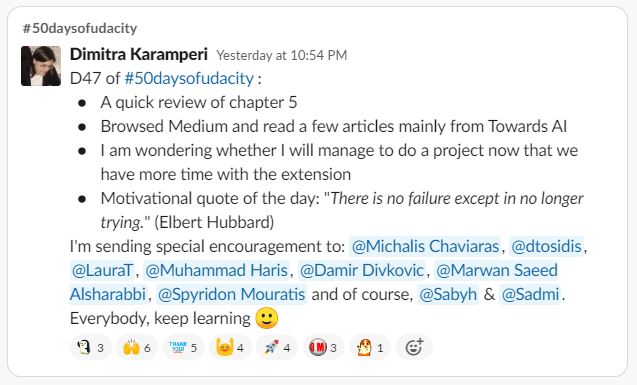 #50daysofudacity
Dimitra Karamperi Yesterday at 10:54 PM
D47 of #50daysofudacity :
● A quick review of chapter 5
● Browsed Medium and read a few articles mainly from Towards AI
● I am wondering whether I will manage to do a project now that we
have more time with the extension
● Motivational quote of the day: "There is no failure except in no longer
trying." (Elbert Hubbard)
I'm sending special encouragement to: @Michalis Chaviaras, @dtosidis,
@LauraT, @Muhammad Haris, @Damir Divkovic, @Marwan Saeed
Alsharabbi, @Spyridon Mouratis and of course, @Sabyh & @Sadmi.
Everybody, keep learning 🙂
3 6 THANK YOU! 5 4 4 3 1